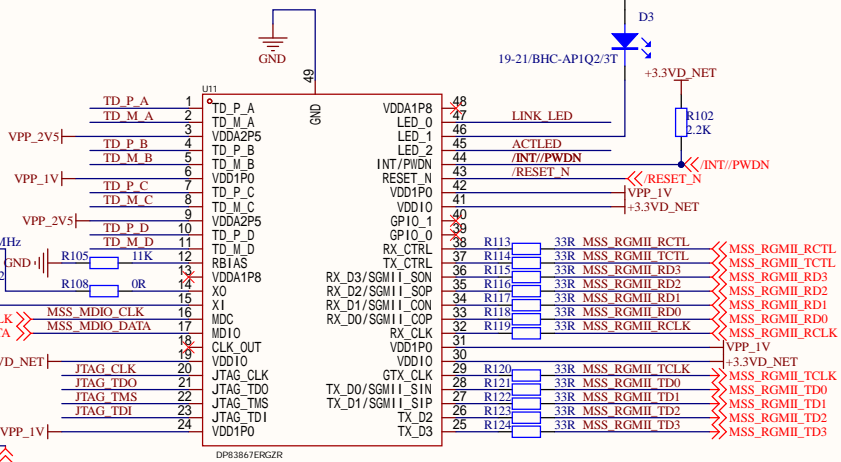 D3
19-21/BHC-AP1Q2/3T
GND
+3.3VD_NET
R102
2.2K
49
GND
U11
TD_P_A 1 TD_P_A
TD_M_A 2 TD_M_A
VPP_2V5 3 VDDA2P5
TD_P_B 4 TD_P_B
TD_M_B 5 TD_M_B
VPP_1V 6 VDD1P0
TD_P_C 7 TD_P_C
TD_M_C 8 TD_M_C
VPP_2V5 9 VDDA2P5
TD_P_D 10 TD_P_D
TD_M_D 11 TD_M_D
MHz
GND R105 11K 12 RBIAS
13 VDDA1P8
R108 0R 14 XO
15 XI
LK MSS_MDIO_CLK 16 MDC
TA MSS_MDIO_DATA 17 MDIO
18 CLK_OUT
VD_NET 19 VDDIO
JTAG_CLK 20 JTAG_CLK
JTAG_TDO 21 JTAG_TDO
JTAG_TMS 22 JTAG_TMS
JTAG_TDI 23 JTAG_TDI
VPP_1V 24 VDD1P0
VDDA1P8 48
LED_0 47 LINK_LED
LED_1 46
LED_2 45 ACTLED
INT/PWDN 44 /INT//PWDN /INT//PWDN
RESET_N 43 /RESET_N /RESET_N
VDD1P0 42 VPP_1V
VDDIO 41 +3.3VD_NET
GPIO_1 40
GPIO_0 39
RX_CTRL 38 R113 33R MSS_RGMII_RCTL MSS_RGMII_RCTL
TX_CTRL 37 R114 33R MSS_RGMII_TCTL MSS_RGMII_TCTL
RX_D3/SGMII_SON 36 R115 33R MSS_RGMII_RD3 MSS_RGMII_RD3
RX_D2/SGMII_SOP 35 R116 33R MSS_RGMII_RD2 MSS_RGMII_RD2
RX_D1/SGMII_CON 34 R117 33R MSS_RGMII_RD1 MSS_RGMII_RD1
RX_D0/SGMII_COP 33 R118 33R MSS_RGMII_RD0 MSS_RGMII_RD0
RX_CLK 32 R119 33R MSS_RGMII_RCLK MSS_RGMII_RCLK
VDD1P0 31 VPP_1V
VDDIO 30 +3.3VD_NET
GTX_CLK 29 R120 33R MSS_RGMII_TCLK MSS_RGMII_TCLK
TX_D0/SGMII_SIN 28 R121 33R MSS_RGMII_TD0 MSS_RGMII_TD0
TX_D1/SGMII_SIP 27 R122 33R MSS_RGMII_TD1 MSS_RGMII_TD1
TX_D2 26 R123 33R MSS_RGMII_TD2 MSS_RGMII_TD2
TX_D3 25 R124 33R MSS_RGMII_TD3 MSS_RGMII_TD3
DP83867ERGZR